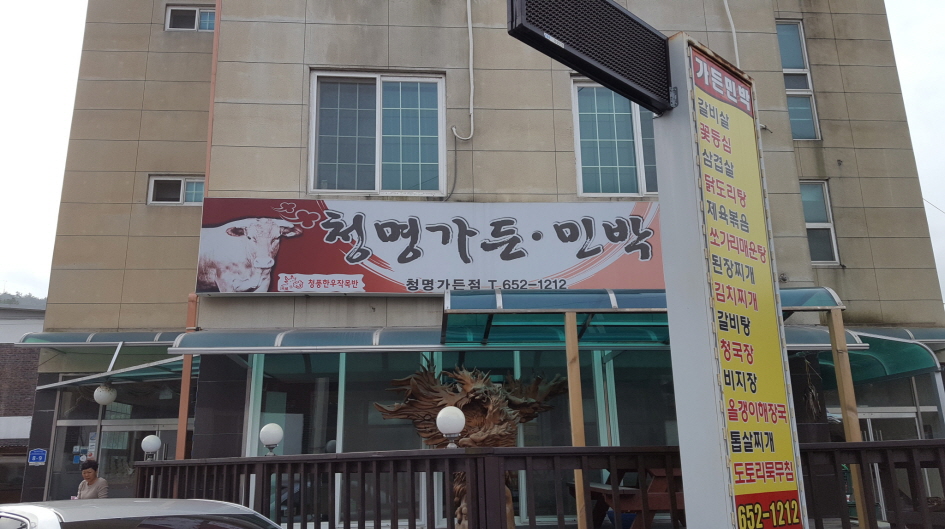 청명가든·민박
청풍한우작목반
청명가든점 T.652-1212
가든민박
갈비살
꽃등심
삼겹살
닭도리탕
제육볶음
쏘가리매운탕
된장찌개
김치찌개
갈비탕
청국장
비지장
올갱이해장국
톱살찌개
도토리묵무침
652-1212